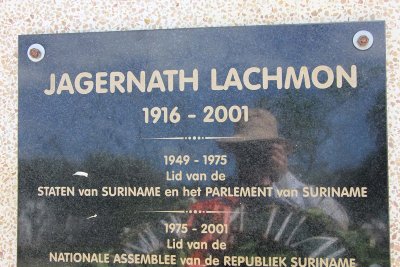 JAGERNATH LACHMON
1916 - 2001
1949 - 1975
Lid van de
STATEN van SURINAME en het PARLEMENT van SURINAME
1975 - 2001
Lid van de
NATIONALE ASSEMBLEE van de REPUBLIEK SURINAME